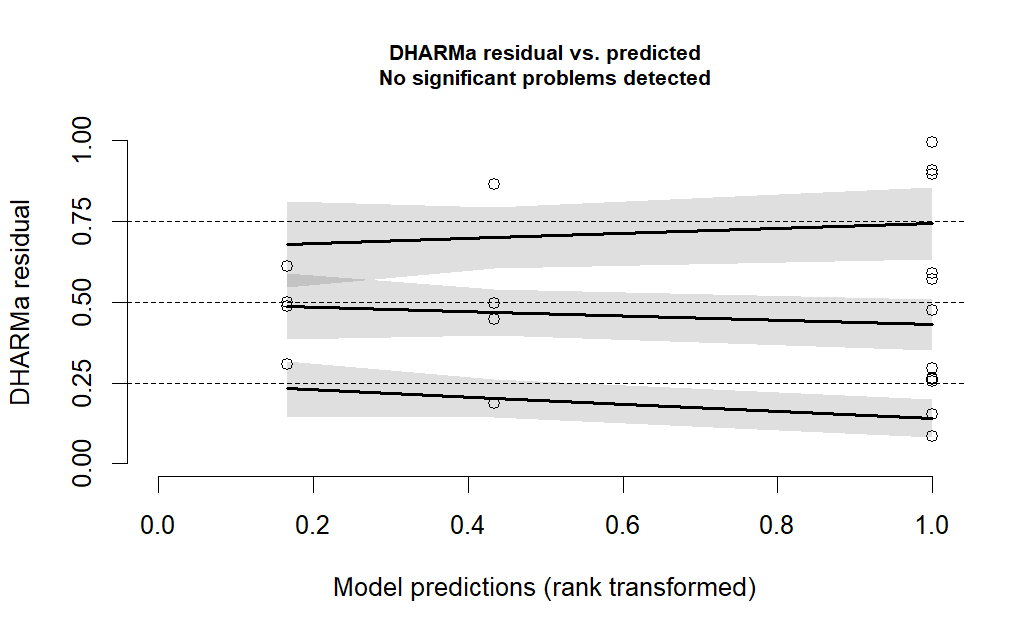 DHARMa residual vs. predicted
No significant problems detected
DHARMa residual
1.00
0.75
0.50
0.25
0.00
0.0 0.2 0.4 0.6 0.8 1.0
Model predictions (rank transformed)